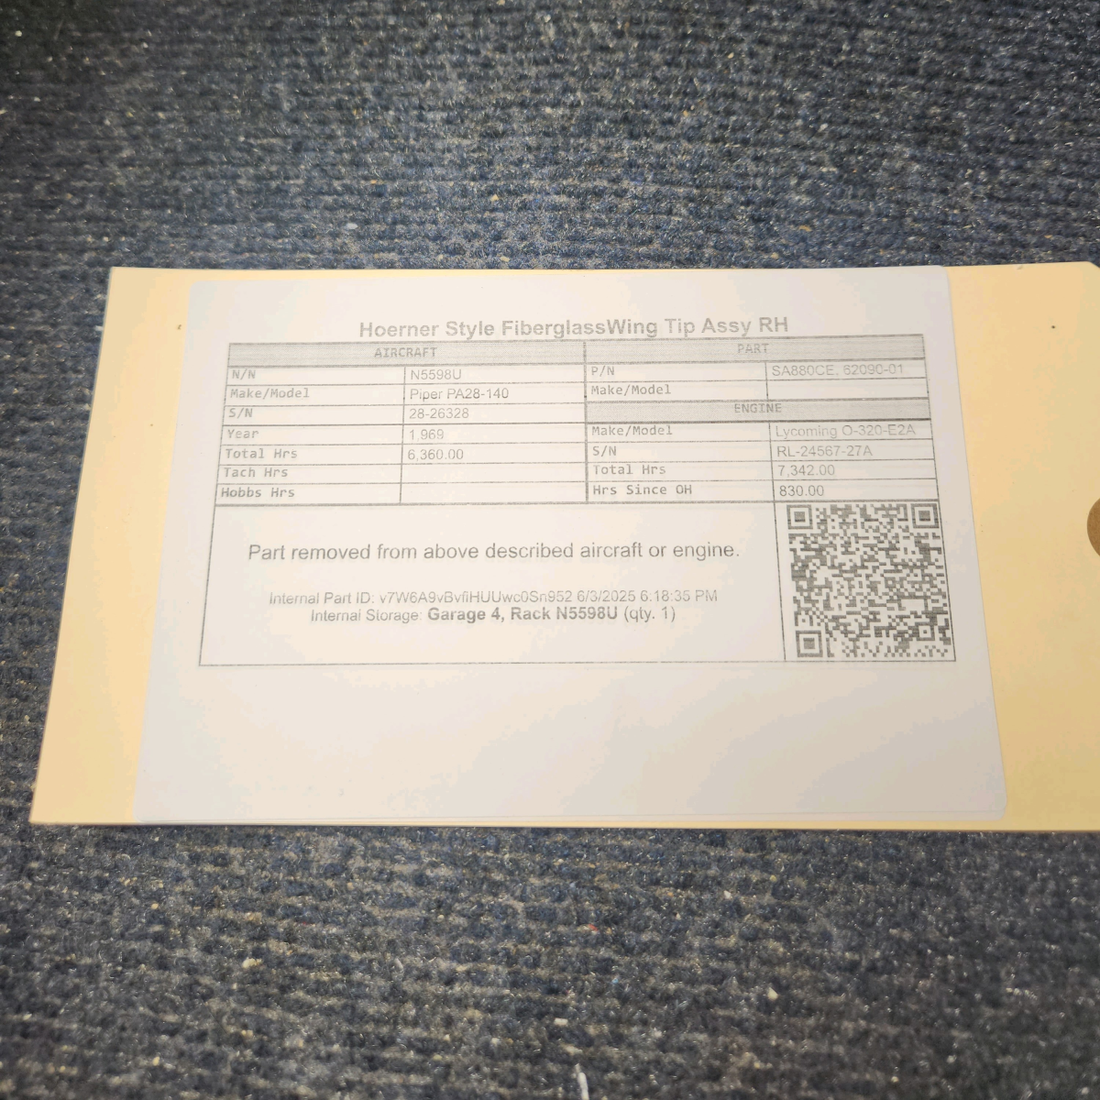 Hoerner Style FiberglassWing Tip Assy RH
AIRCRAFT PART
N/N N5598U P/N SA880CE, 62090-01
Make/Model Piper PA28-140 Make/Model
S/N 28-26328 ENGINE
Year 1,969 Make/Model Lycoming O-320-E2A
Total Hrs 6,360.00 S/N RL-24567-27A
Tach Hrs Total Hrs 7,342.00
Hobbs Hrs Hrs Since OH 830.00
Part removed from above described aircraft or engine.
Internal Part ID: v7W6A9vBvfiHUUwc0Sn952 6/3/2025 6:18:35 PM
Internal Storage: Garage 4, Rack N5598U (qty. 1)